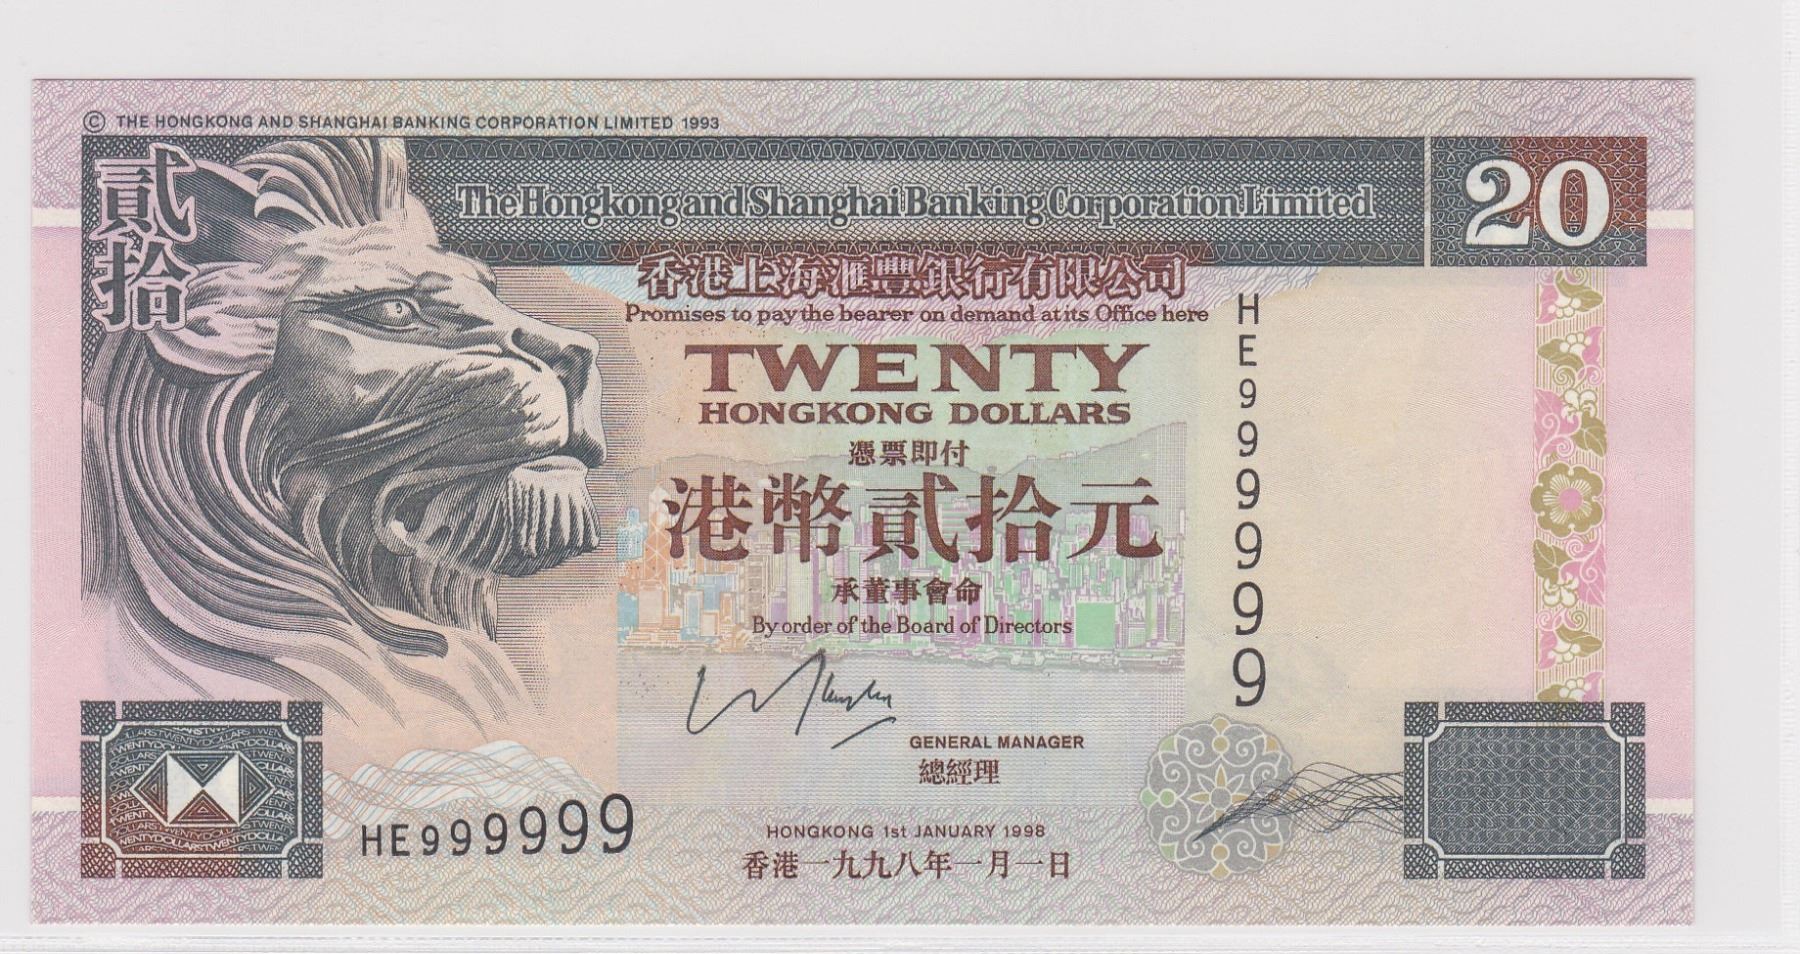 © THE HONGKONG AND SHANGHAI BANKING CORPORATION LIMITED 1993
貳拾
The Hongkong and Shanghai Banking Corporation Limited
20
香港上海滙豐銀行有限公司
Promises to pay the bearer on demand at its Office here
TWENTY
HONGKONG DOLLARS
憑票即付
港幣貳拾元
承董事會命
By order of the Board of Directors
GENERAL MANAGER
總經理
HONGKONG 1st JANUARY 1998
香港一九九八年一月一日
HE999999
HE999999